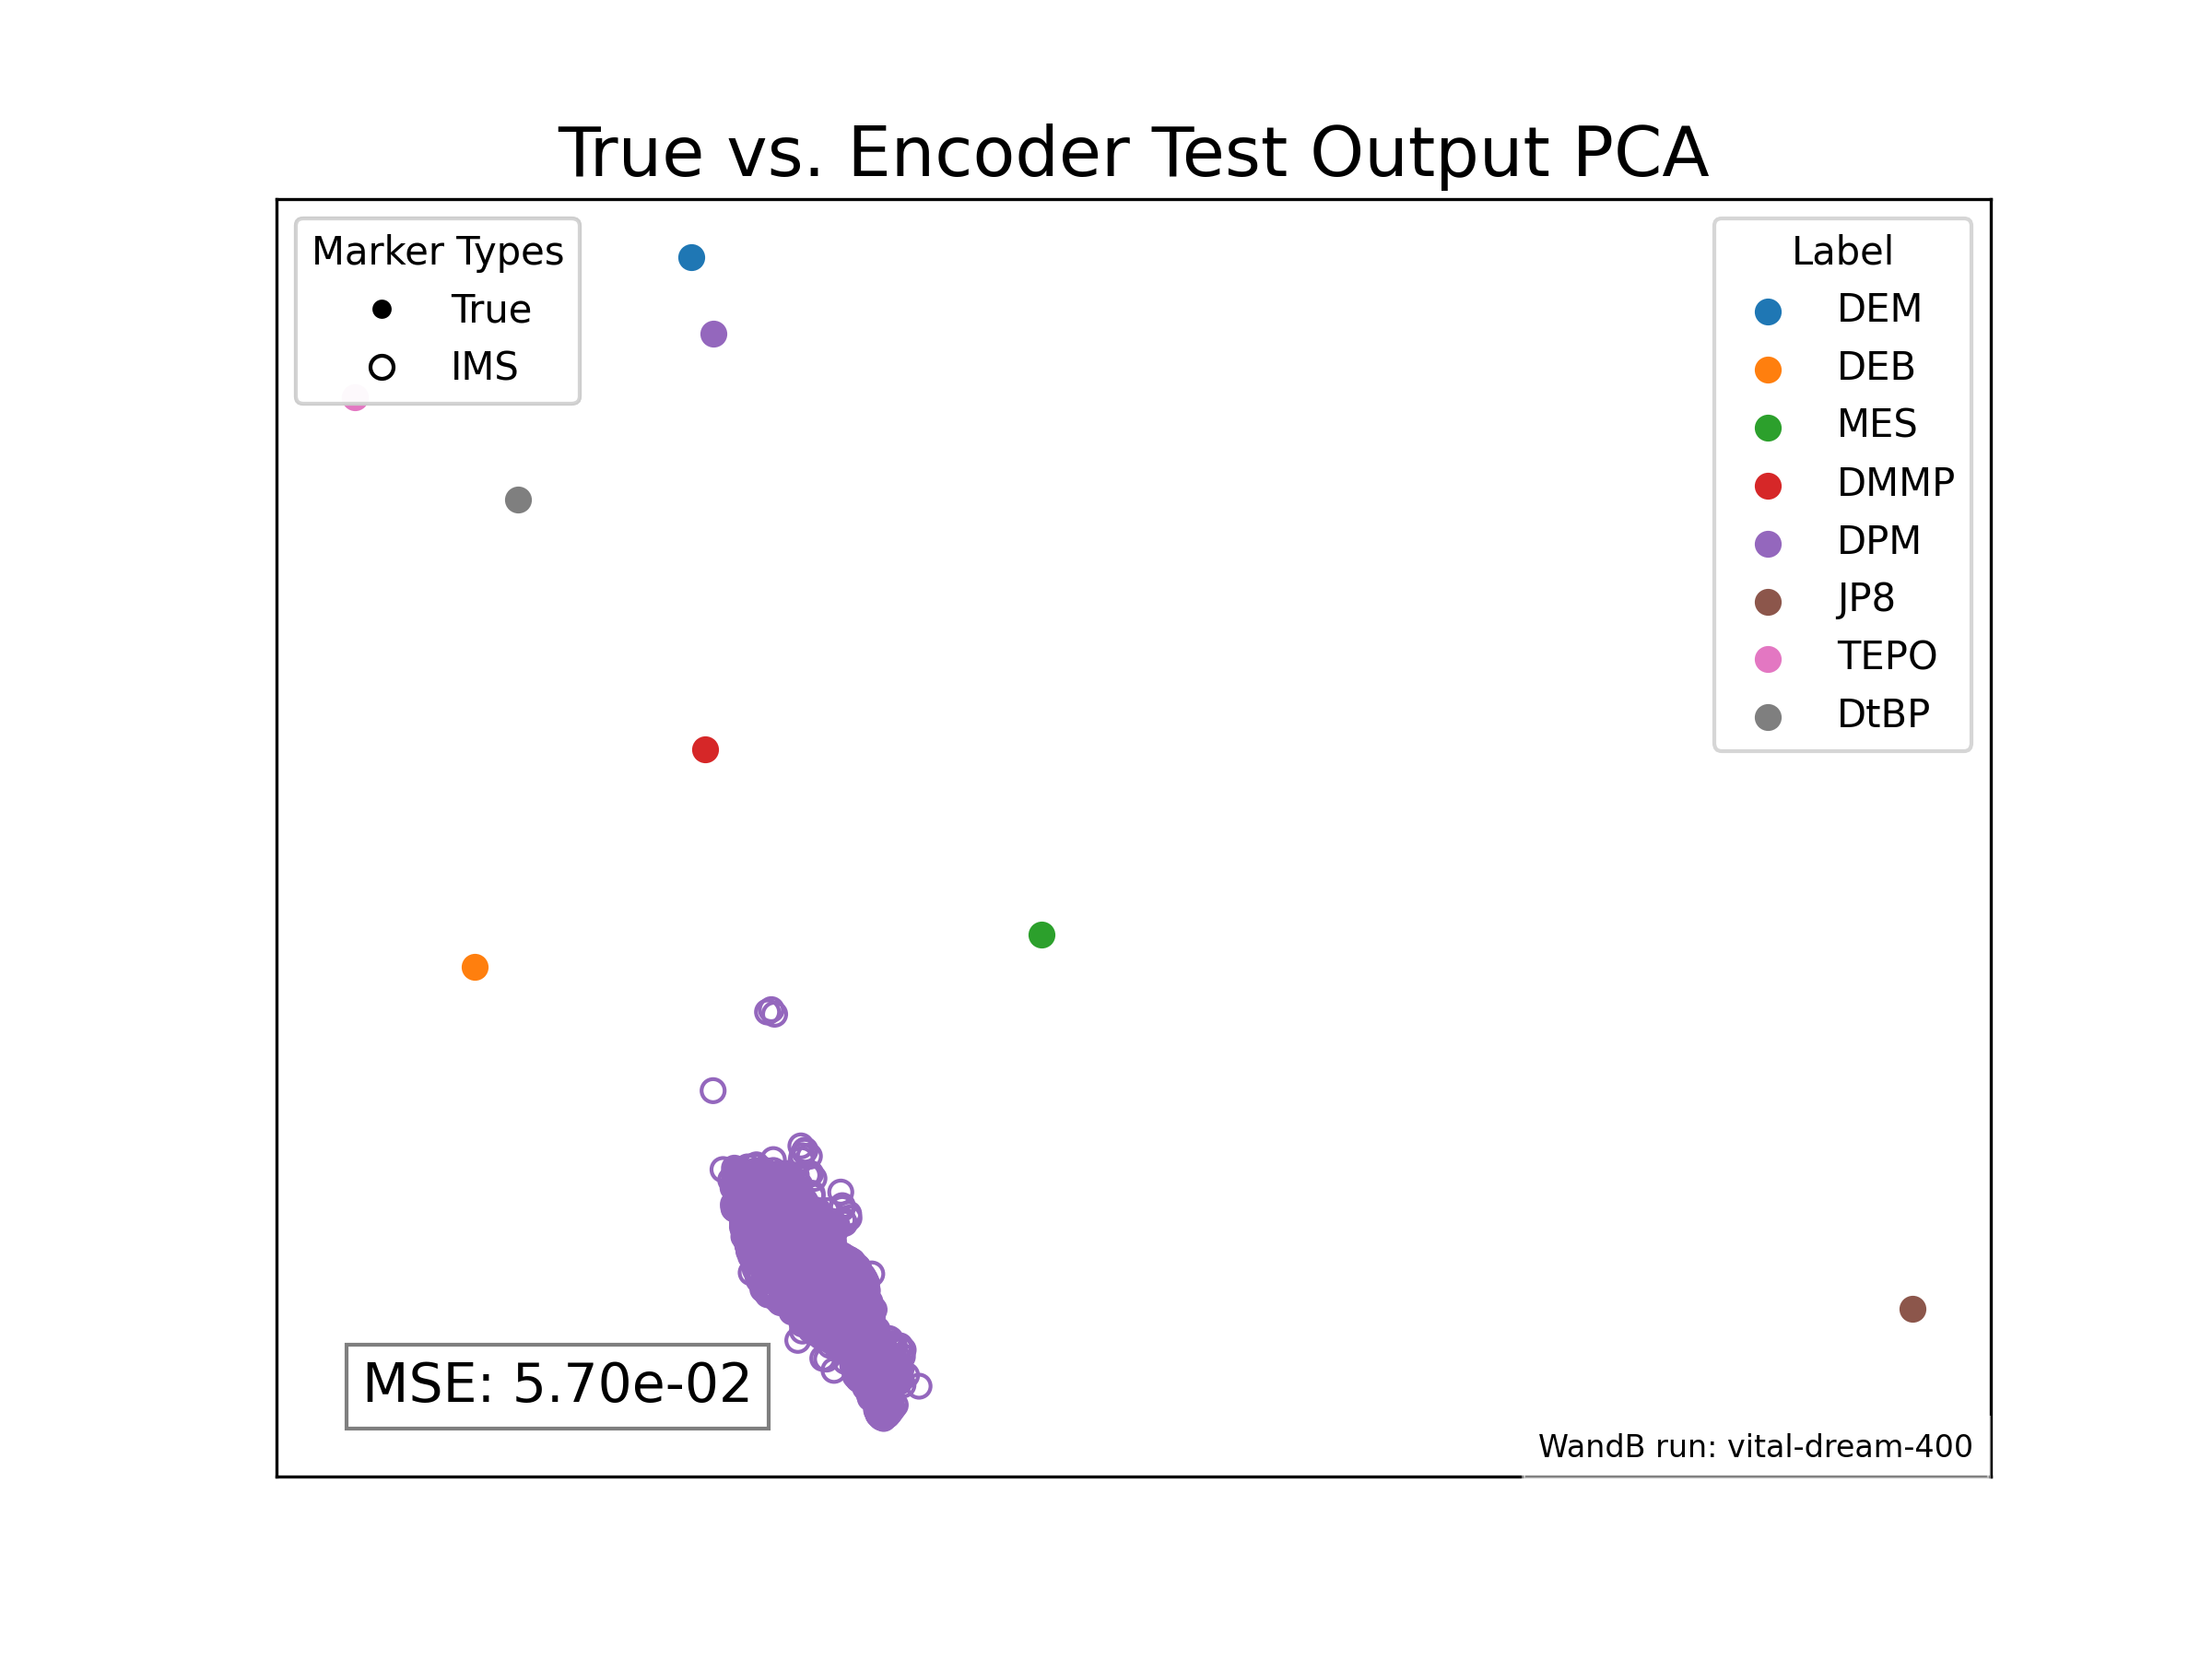 True vs. Encoder Test Output PCA
Marker Types
True
IMS
Label
DEM
DEB
MES
DMMP
DPM
JP8
TEPO
DtBP
MSE: 5.70e-02
WandB run: vital-dream-400